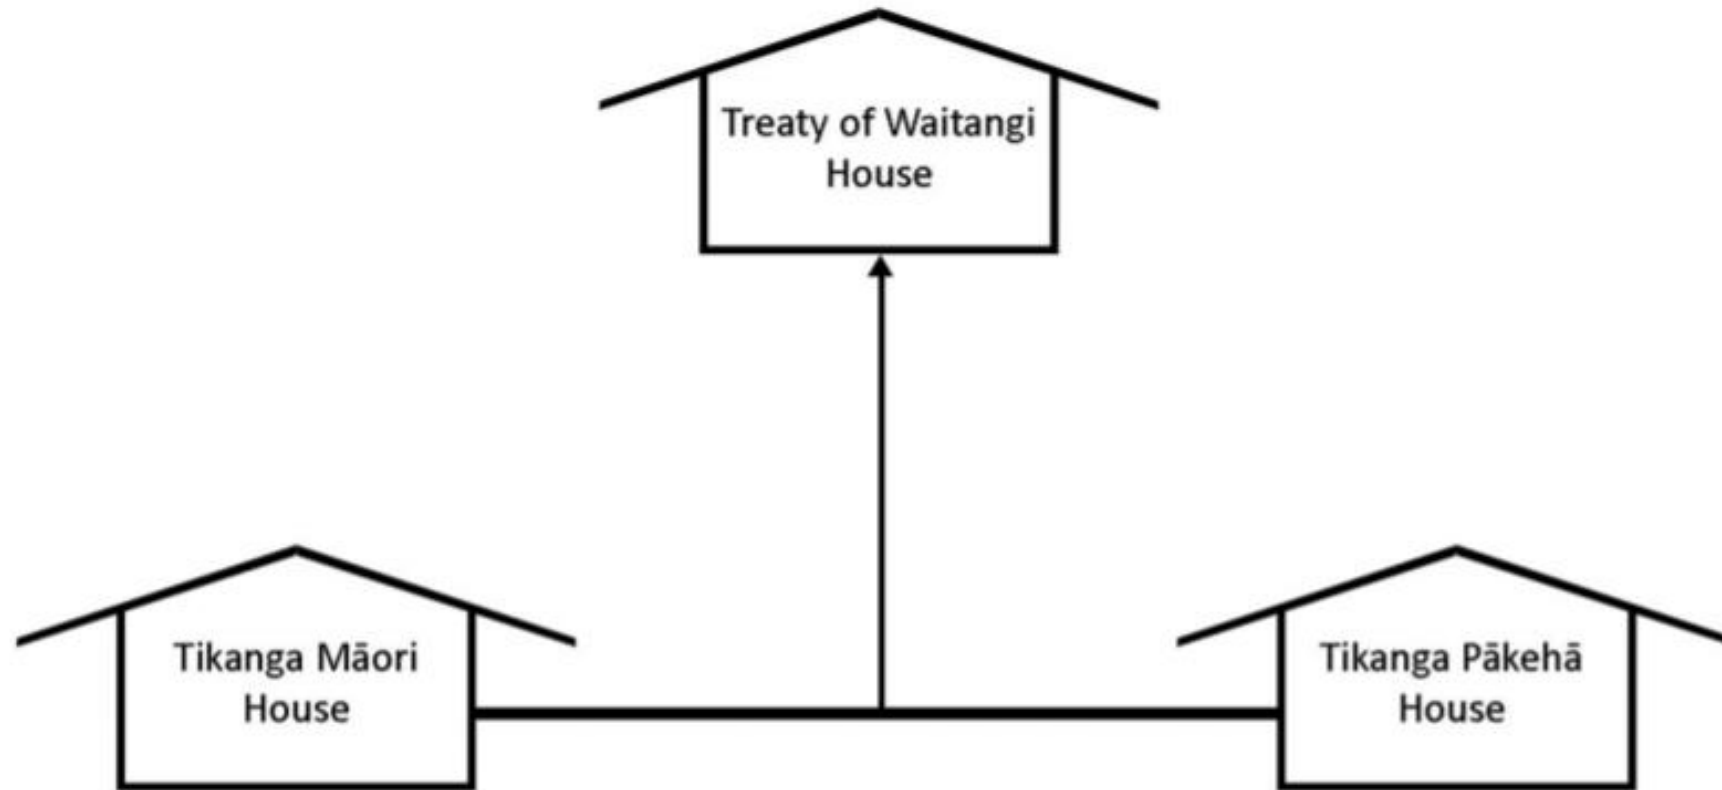 Treaty of Waitangi
House
Tikanga Māori
House
Tikanga Pākehā
House